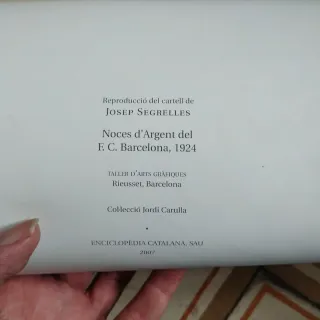 Reproducció del cartell de
JOSEP SEGRELLES
Noces d'Argent del
F. C. Barcelona, 1924
TALLER D'ARTS GRÀFIQUES
Rieusset, Barcelona
Col·lecció Jordi Carulla
•
ENCICLOPÈDIA CATALANA, SAU
2007